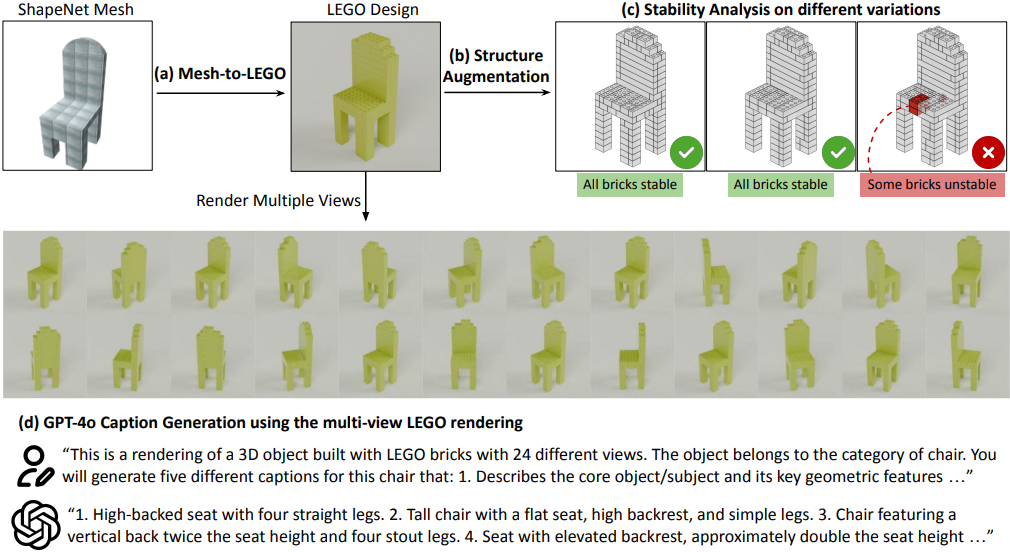 ShapeNet Mesh
LEGO Design
(c) Stability Analysis on different variations
(a) Mesh-to-LEGO
(b) Structure
Augmentation
All bricks stable
All bricks stable
Some bricks unstable
Render Multiple Views
(d) GPT-4o Caption Generation using the multi-view LEGO rendering
“This is a rendering of a 3D object built with LEGO bricks with 24 different views. The object belongs to the category of chair. You
will generate five different captions for this chair that: 1. Describes the core object/subject and its key geometric features …”
“1. High-backed seat with four straight legs. 2. Tall chair with a flat seat, high backrest, and simple legs. 3. Chair featuring a
vertical back twice the seat height and four stout legs. 4. Seat with elevated backrest, approximately double the seat height …”